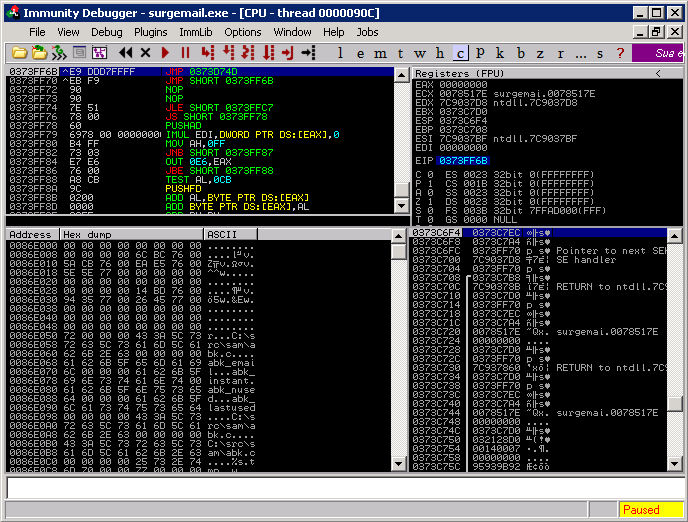 Immunity Debugger - surgemail.exe - [CPU - thread 0000090C]
File View Debug Plugins ImmLib Options Window Help Jobs
l e m t w h c p k b z r ... s ?
0373FF6B ^E9 DDD7FFFF JMP 0373D74D
0373FF70 ^EB F9 JMP SHORT 0373FF6B
0373FF72 90 NOP
0373FF73 90 NOP
0373FF74 7E 51 JLE SHORT 0373FFC7
0373FF76 78 00 JS SHORT 0373FF78
0373FF78 60 PUSHAD
0373FF79 6978 00 00000000 IMUL EDI,DWORD PTR DS:[EAX],0
0373FF80 B4 FF MOV AH,0FF
0373FF82 73 03 JNB SHORT 0373FF87
0373FF84 E7 E6 OUT 0E6,EAX
0373FF86 76 00 JBE SHORT 0373FF88
0373FF88 A8 CB TEST AL,0CB
0373FF8A 9C PUSHFD
0373FF8B 0200 ADD AL,BYTE PTR DS:[EAX]
0373FF8D 0000 ADD BYTE PTR DS:[EAX],AL
Registers (FPU) <
EAX 00000000
ECX 0078517E surgemai.0078517E
EDX 7C9037D8 ntdll.7C9037D8
EBX 0373C7D0
ESP 0373C6F4
EBP 0373C708
ESI 7C9037BF ntdll.7C9037BF
EDI 00000000
EIP 0373FF6B
C 0 ES 0023 32bit 0(FFFFFFFF)
P 1 CS 001B 32bit 0(FFFFFFFF)
A 0 SS 0023 32bit 0(FFFFFFFF)
Z 1 DS 0023 32bit 0(FFFFFFFF)
S 0 FS 003B 32bit 7FFAD000(FFF)
T 0 GS 0000 NULL
Address Hex dump ASCII
0086E000 00 00 00 00 00 00 00 00 ........
0086E008 00 00 00 00 6C BC 76 00
0086E010 5A CB 76 00 EA E5 76 00
0086E018 5E 5E 77 00 00 00 00 00 ^^w.....
0086E020 00 00 00 00 00 00 00 00 ........
0086E028 00 00 00 00 14 BD 76 00
0086E030 94 35 77 00 26 45 77 00 ö5w.&Ew.
0086E038 00 00 00 00 00 00 00 00 ........
0086E040 00 00 00 00 00 00 00 00 ........
0086E048 00 00 00 00 00 00 00 00 ........
0086E050 72 00 00 00 43 3A 5C 73 r...C:\s
0086E058 72 63 5C 73 61 6D 5C 61 rc\sam\a
0086E060 62 6B 2E 63 00 00 00 00 bk.c....
0086E068 61 62 6B 5F 65 6D 61 69 abk_emai
0086E070 6C 00 00 00 61 62 6B 5F l...abk_
0086E078 69 6E 73 74 61 6E 74 00 instant.
0086E080 61 62 6B 5F 6E 75 73 65 abk_nuse
0086E088 64 00 00 00 61 62 6B 5F d...abk_
0086E090 6C 61 73 74 75 73 65 64 lastused
0086E098 00 00 00 00 43 3A 5C 73 ....C:\s
0086E0A0 72 63 5C 73 61 6D 5C 61 rc\sam\a
0086E0A8 62 6B 2E 63 00 00 00 00 bk.c....
0086E0B0 43 3A 5C 73 72 63 5C 73 C:\src\s
0086E0B8 61 6D 5C 61 62 6B 2E 63 am\abk.c
0086E0C0 00 00 00 00 25 73 2E 74 ....%s.t
0373C6F4 0373C7EC
0373C6F8 0373C7A4
0373C6FC 0373FF70 p s♥ Pointer to next SEH
0373C700 7C9037D8 SE handler
0373C704 0373FF70 p s♥
0373C708 0373C7B8
0373C70C 7C90378B RETURN to ntdll.7C9
0373C710 0373C7D0
0373C714 0373FF70 p s♥
0373C718 0373C7EC
0373C71C 0373C7A4
0373C720 0078517E ~Qx. surgemai.0078517E
0373C724 00000000 ....
0373C728 0373C7D0
0373C72C 0373FF70 p s♥
0373C730 7C937860 RETURN to ntdll.7C9
0373C734 0373C7D0
0373C738 0373FF70 p s♥
0373C73C 0373C7EC
0373C740 0373C7A4
0373C744 0078517E ~Qx. surgemai.0078517E
0373C748 00000000 ....
0373C74C 0373C7D0
0373C750 032128D0
0373C754 00140007
0373C758 00000000 ....
0373C75C 95939B92
Paused